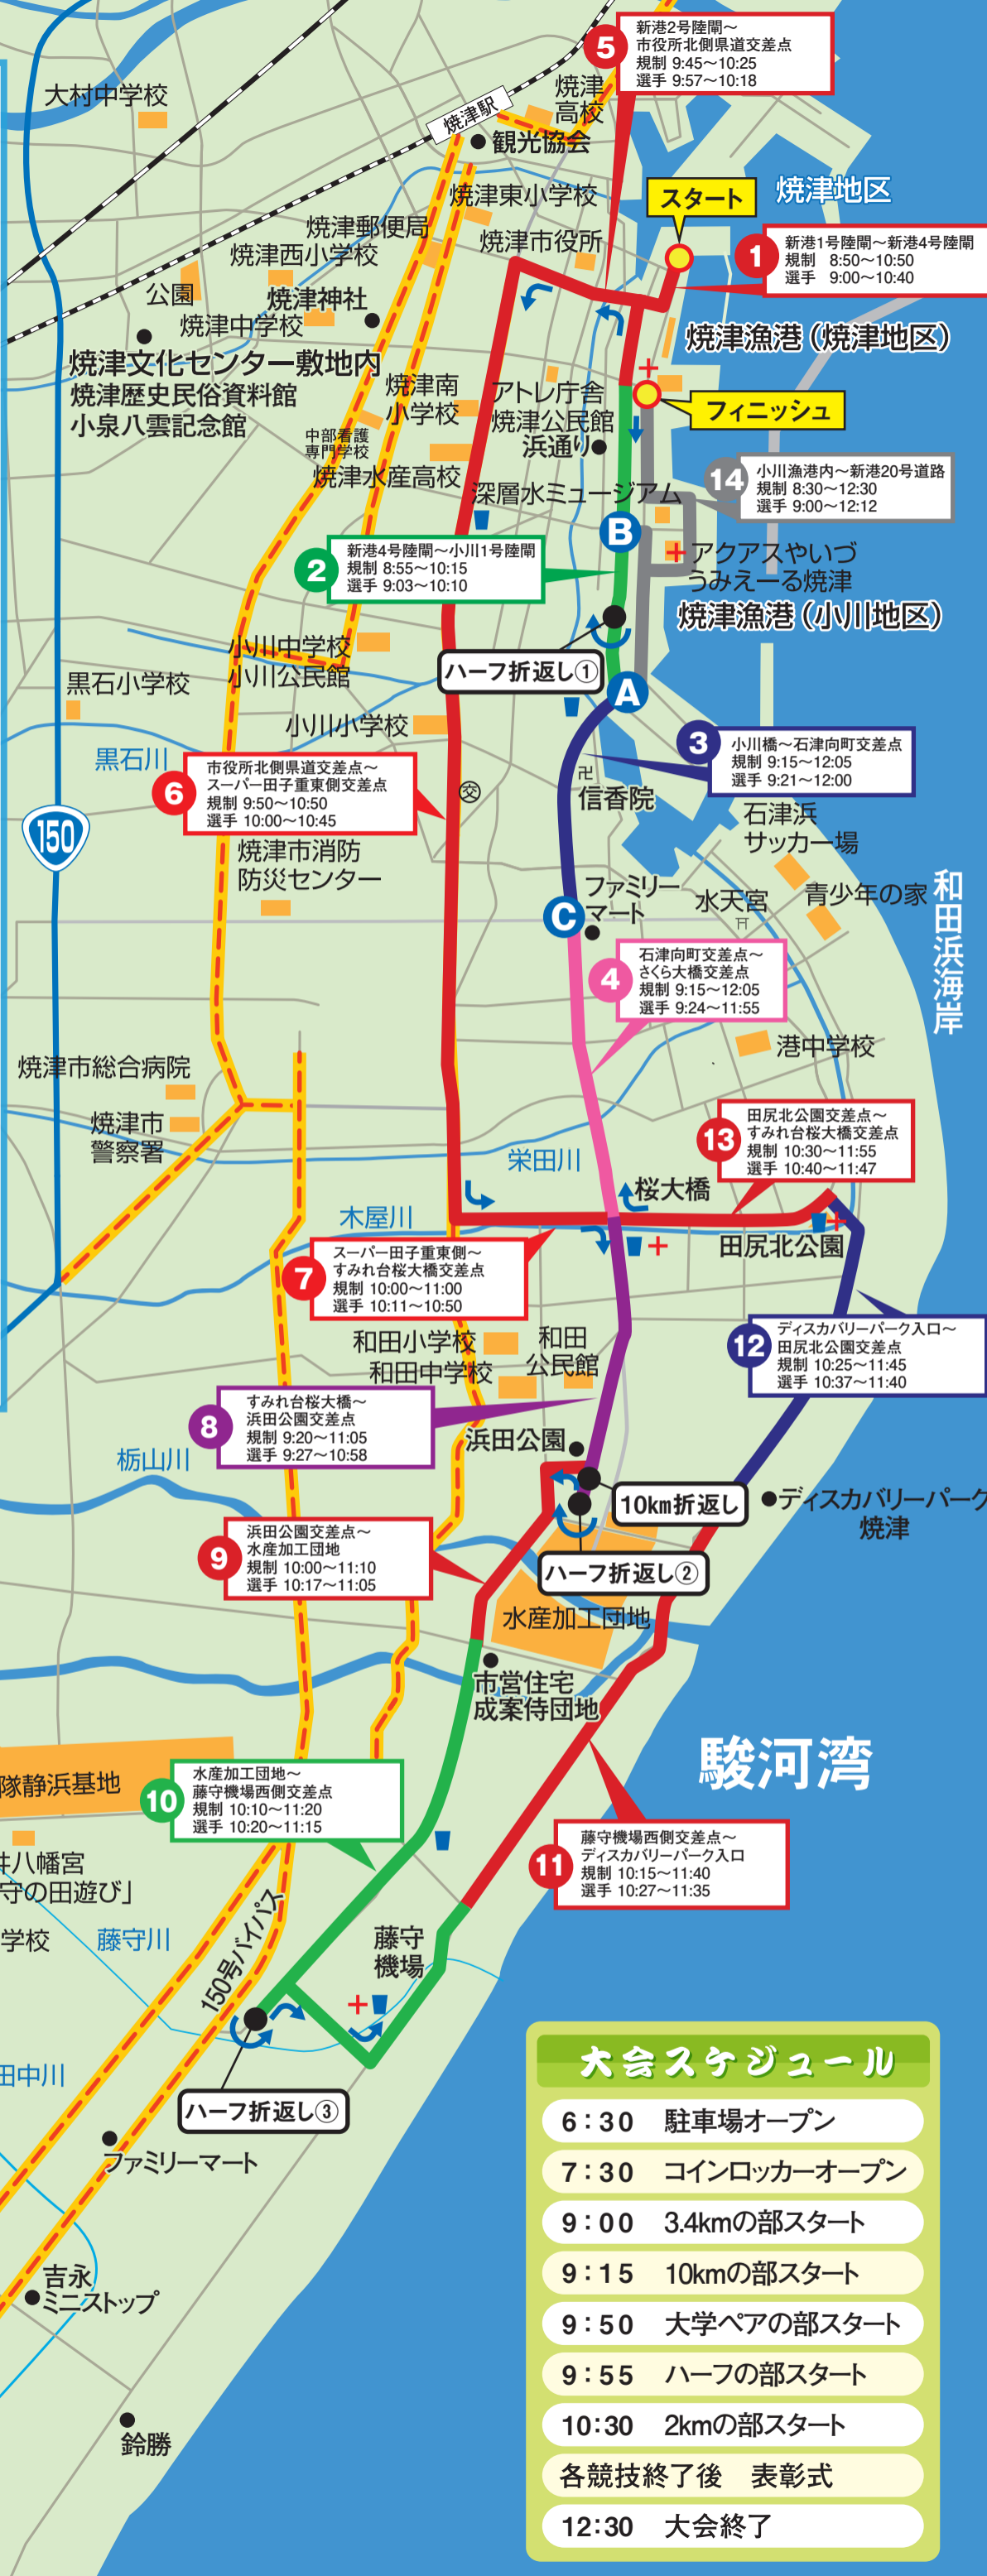 5
新港2号陸閘～
市役所北側県道交差点
規制 9:45～10:25
選手 9:57～10:18
大村中学校
焼津
高校
焼津駅
観光協会
スタート
焼津地区
焼津東小学校
焼津郵便局
焼津市役所
焼津西小学校
1
新港1号陸閘～新港4号陸閘
規制 8:50～10:50
選手 9:00～10:40
公園
焼津神社
焼津中学校
焼津漁港（焼津地区）
焼津文化センター敷地内
焼津歴史民俗資料館
小泉八雲記念館
焼津南
小学校
アトレ庁舎
焼津公民館
浜通り
フィニッシュ
中部看護
専門学校
焼津水産高校
14
小川漁港内～新港20号道路
規制 8:30～12:30
選手 9:00～12:12
深層水ミュージアム
B
2
新港4号陸閘～小川1号陸閘
規制 8:55～10:15
選手 9:03～10:10
アクアスやいづ
うみえーる焼津
焼津漁港（小川地区）
小川中学校
小川公民館
ハーフ折返し①
A
黒石小学校
小川小学校
黒石川
3
小川橋～石津向町交差点
規制 9:15～12:05
選手 9:21～12:00
6
市役所北側県道交差点～
スーパー田子重東側交差点
規制 9:50～10:50
選手 10:00～10:45
交
卍
信香院
150
石津浜
サッカー場
焼津市消防
防災センター
ファミリー
マート
C
水天宮
青少年の家
和田浜海岸
4
石津向町交差点～
さくら大橋交差点
規制 9:15～12:05
選手 9:24～11:55
港中学校
焼津市総合病院
焼津市
警察署
13
田尻北公園交差点～
すみれ台桜大橋交差点
規制 10:30～11:55
選手 10:40～11:47
栄田川
桜大橋
木屋川
田尻北公園
7
スーパー田子重東側～
すみれ台桜大橋交差点
規制 10:00～11:00
選手 10:11～10:50
12
ディスカバリーパーク入口～
田尻北公園交差点
規制 10:25～11:45
選手 10:37～11:40
和田小学校
和田中学校
和田
公民館
8
すみれ台桜大橋～
浜田公園交差点
規制 9:20～11:05
選手 9:27～10:58
浜田公園
栃山川
10km折返し
ディスカバリーパーク
焼津
9
浜田公園交差点～
水産加工団地
規制 10:00～11:10
選手 10:17～11:05
ハーフ折返し②
水産加工団地
市営住宅
成案侍団地
駿河湾
隊静浜基地
10
水産加工団地～
藤守機場西側交差点
規制 10:10～11:20
選手 10:20～11:15
11
藤守機場西側交差点～
ディスカバリーパーク入口
規制 10:15～11:40
選手 10:27～11:35
井八幡宮
守の田遊び」
学校
藤守川
150号バイパス
藤守
機場
田中川
ハーフ折返し③
ファミリーマート
吉永
ミニストップ
鈴勝
大会スケジュール
6:30 駐車場オープン
7:30 コインロッカーオープン
9:00 3.4kmの部スタート
9:15 10kmの部スタート
9:50 大学ペアの部スタート
9:55 ハーフの部スタート
10:30 2kmの部スタート
各競技終了後 表彰式
12:30 大会終了